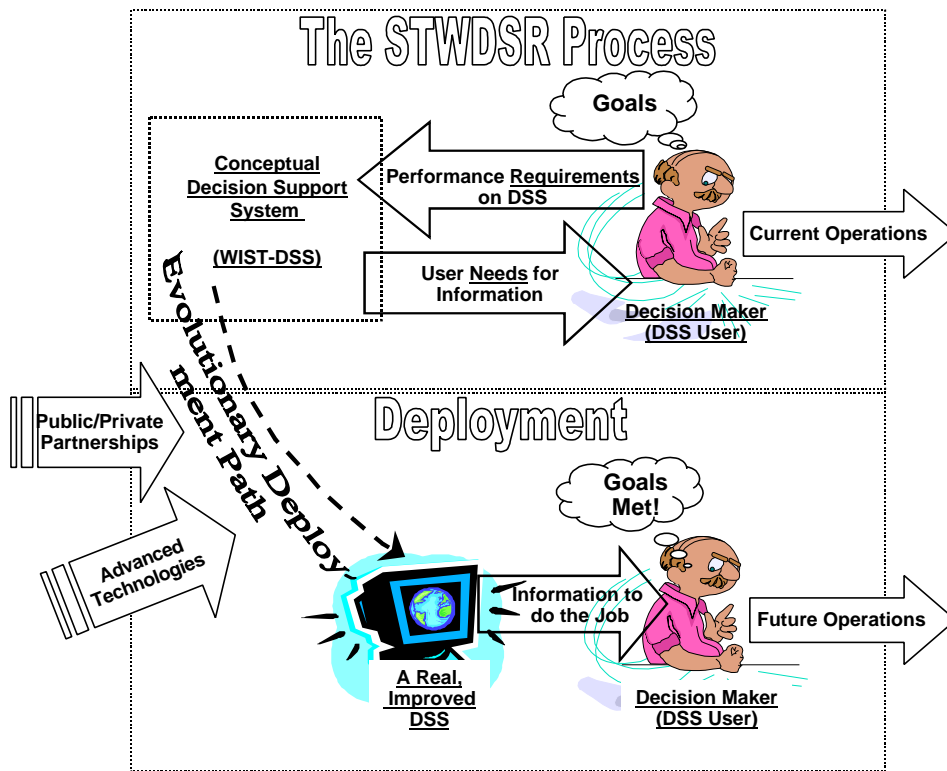 The STWDSR Process
Goals
Conceptual
Decision Support
System
(WIST-DSS)
Performance Requirements
on DSS
User Needs for
Information
Current Operations
Decision Maker
(DSS User)
Evolutionary Deploy
ment Path
Public/Private
Partnerships
Advanced
Technologies
Deployment
Goals
Met!
Information to
do the Job
Future Operations
A Real,
Improved
DSS
Decision Maker
(DSS User)